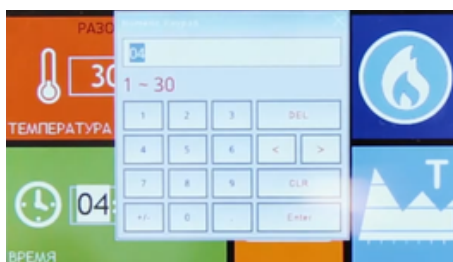 РАЗО
04
30
1 ~ 30
ТЕМПЕРАТУРА
1 2 3 DEL
4 5 6 < >
7 8 9 CLR
+/- 0 . Enter
04:
T
ВРЕМЯ